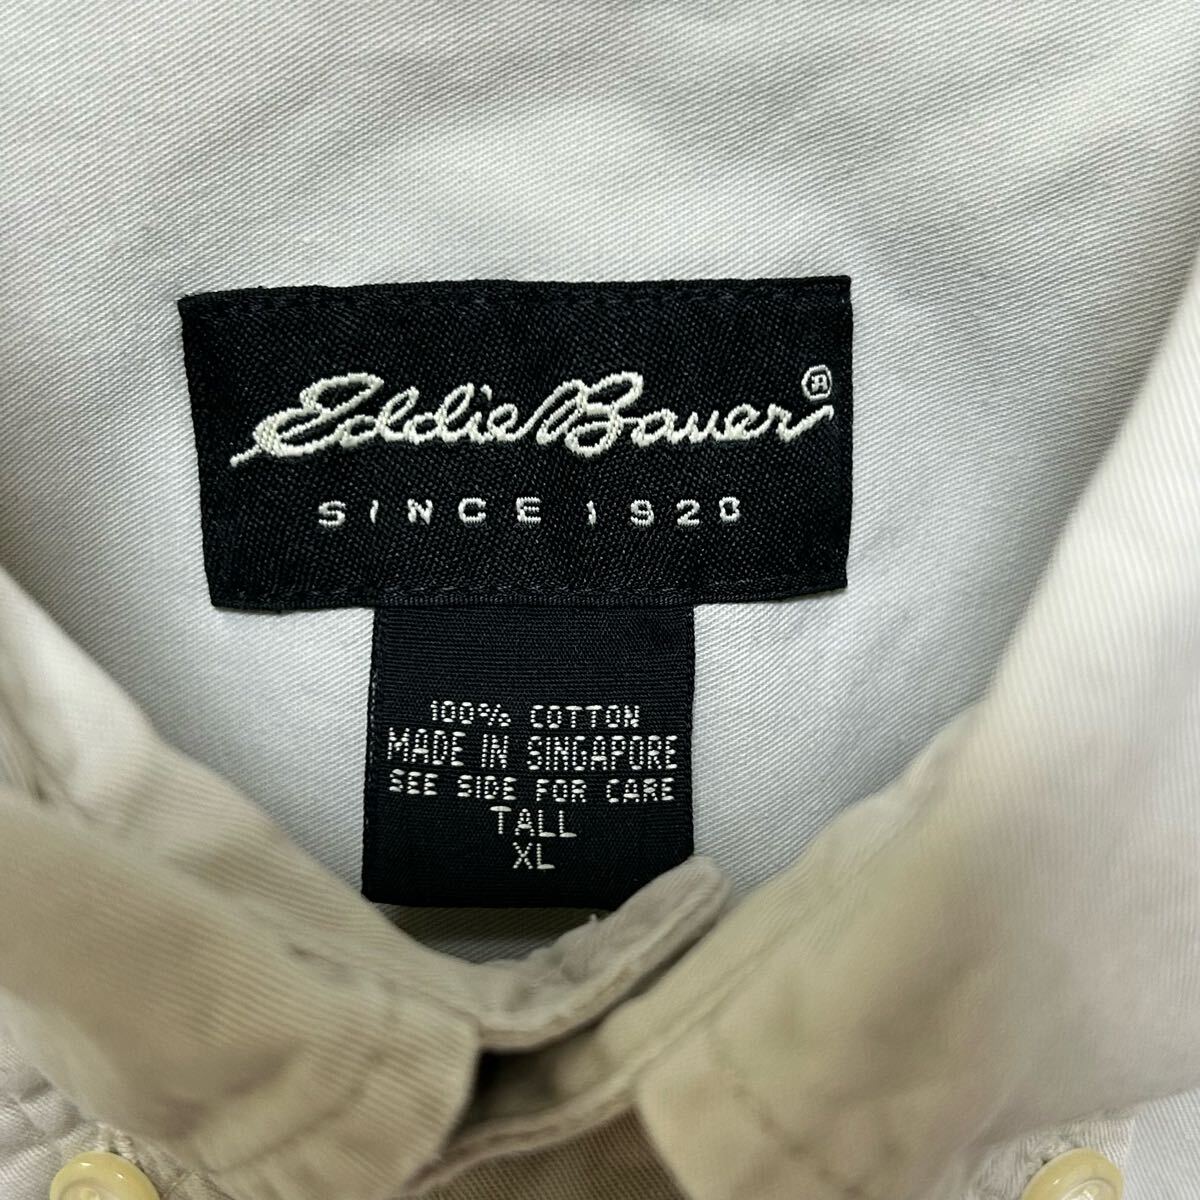 Eddie Bauer®
SINCE 1920
100% COTTON
MADE IN SINGAPORE
SEE SIDE FOR CARE
TALL
XL